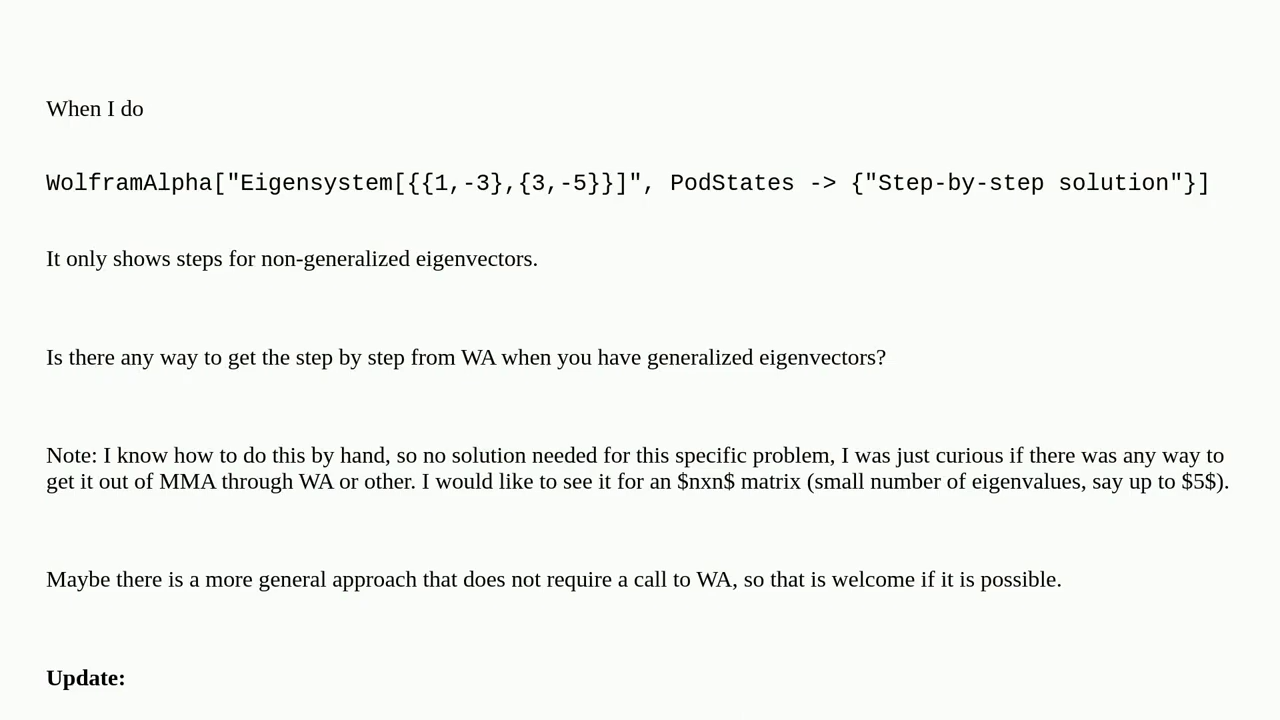 When I do
WolframAlpha["Eigensystem[{{1,-3},{3,-5}}]", PodStates -> {"Step-by-step solution"}]
It only shows steps for non-generalized eigenvectors.
Is there any way to get the step by step from WA when you have generalized eigenvectors?
Note: I know how to do this by hand, so no solution needed for this specific problem, I was just curious if there was any way to
get it out of MMA through WA or other. I would like to see it for an $nxn$ matrix (small number of eigenvalues, say up to $5$).
Maybe there is a more general approach that does not require a call to WA, so that is welcome if it is possible.
Update: